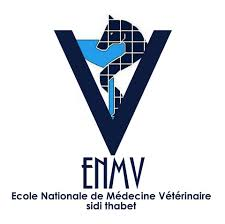 ENMV
Ecole Nationale de Médecine Vétérinaire
sidi thabet